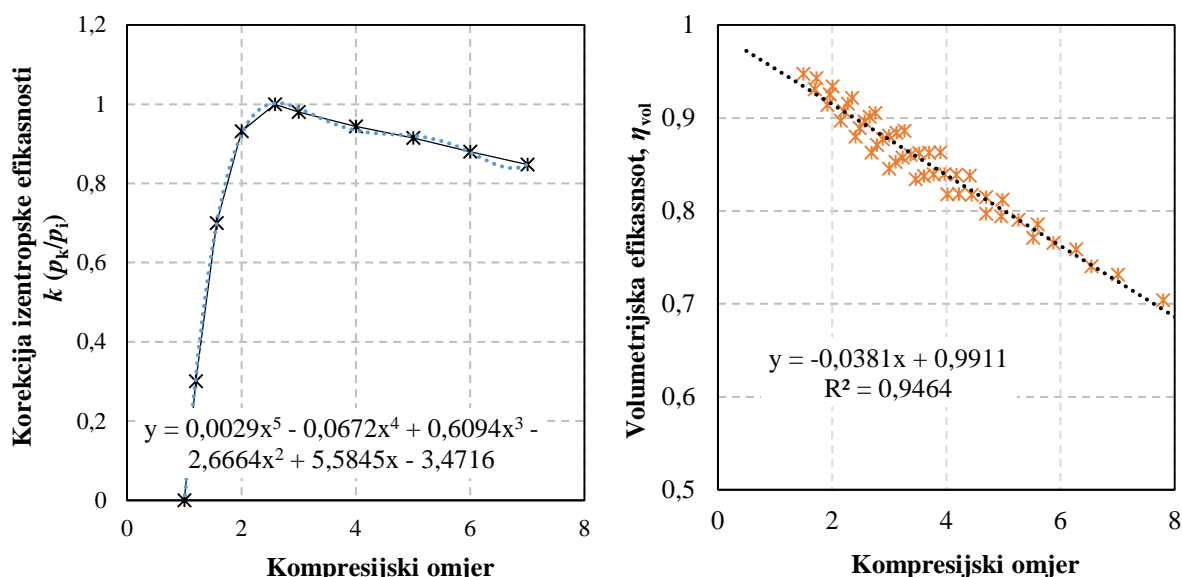 Korekcija izentropske efikasnosti
k (pk/pi)
1,2
1
0,8
0,6
0,4
0,2
0
y = 0,0029x⁵ - 0,0672x⁴ + 0,6094x³ -
2,6664x² + 5,5845x - 3,4716
0 2 4 6 8
Kompresijski omjer
Volumetrijska efikasnsot, ηvol
1
0,9
0,8
0,7
0,6
0,5
y = -0,0381x + 0,9911
R² = 0,9464
0 2 4 6 8
Kompresijski omjer